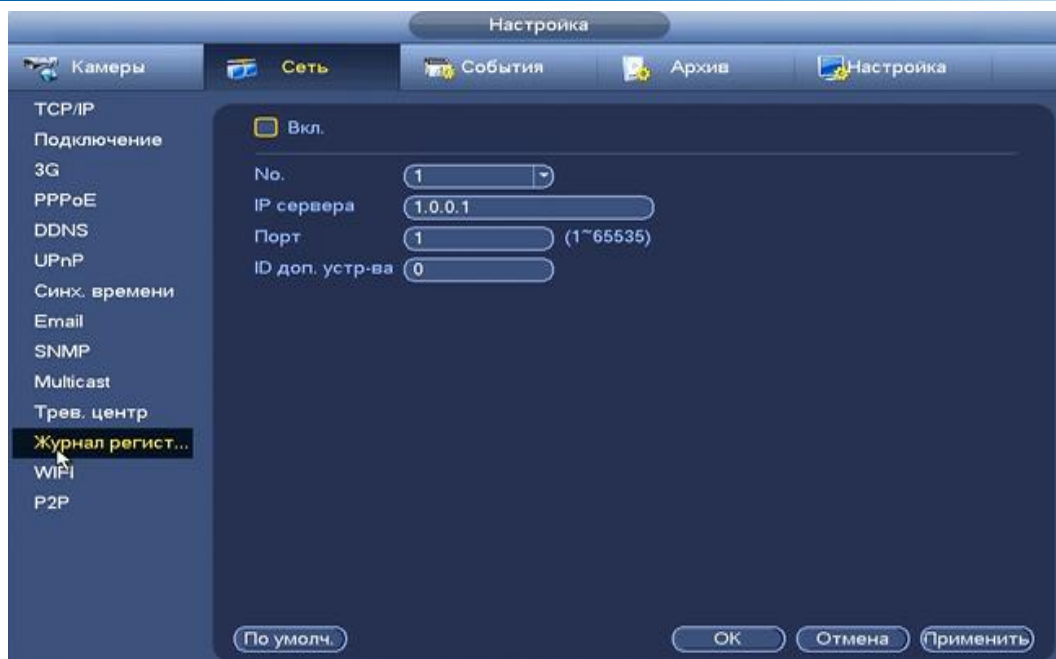 Настройка
Камеры
Сеть
События
Архив
Настройка
TCP/IP
Подключение
3G
PPPoE
DDNS
UPnP
Синх. времени
Email
SNMP
Multicast
Трев. центр
Журнал регист...
WIFI
P2P
Вкл.
No. 1
IP сервера 1.0.0.1
Порт 1 (1~65535)
ID доп. устр-ва 0
По умолч. OK Отмена Применить